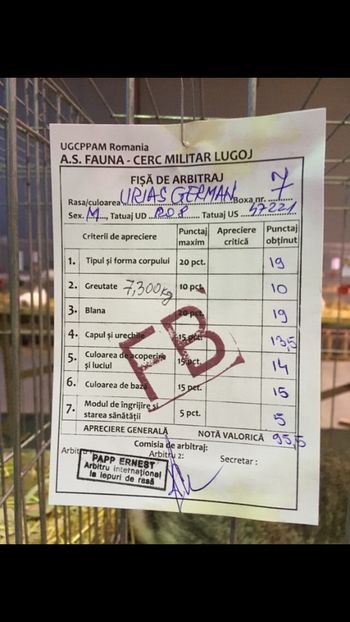 UGCPPAM Romania
A.S. FAUNA - CERC MILITAR LUGOJ
FIȘĂ DE ARBITRAJ
Rasa/culoarea URIAȘ GERMAN Boxa nr. 7
Sex. M Tatuaj UD R08 Tatuaj US 57221
Criterii de apreciere Punctaj maxim Apreciere critică Punctaj obținut
1. Tipul și forma corpului 20 pct. 19
2. Greutate 7,300 kg 10 pct. 10
3. Blana 20 pct. 19
4. Capul și urechile 15 pct. 13,5
5. Culoarea de acoperire și luciul 15 pct. 14
6. Culoarea de bază 15 pct. 15
7. Modul de îngrijire și starea sănătății 5 pct. 5
FB
APRECIERE GENERALĂ NOTĂ VALORICĂ 95,5
Comisia de arbitraj:
Arbitru 2: Secretar :
PAPP ERNEST
Arbitru internațional
la iepuri de rasă